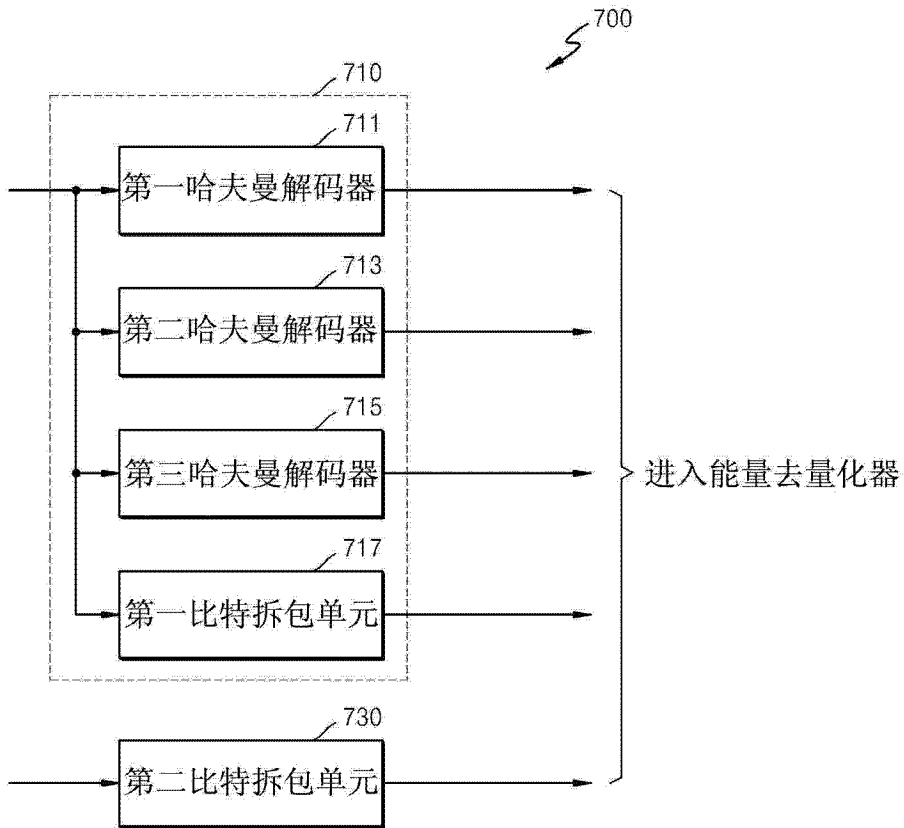 700
710
711
第一哈夫曼解码器
713
第二哈夫曼解码器
715
第三哈夫曼解码器
进入能量去量化器
717
第一比特拆包单元
730
第二比特拆包单元